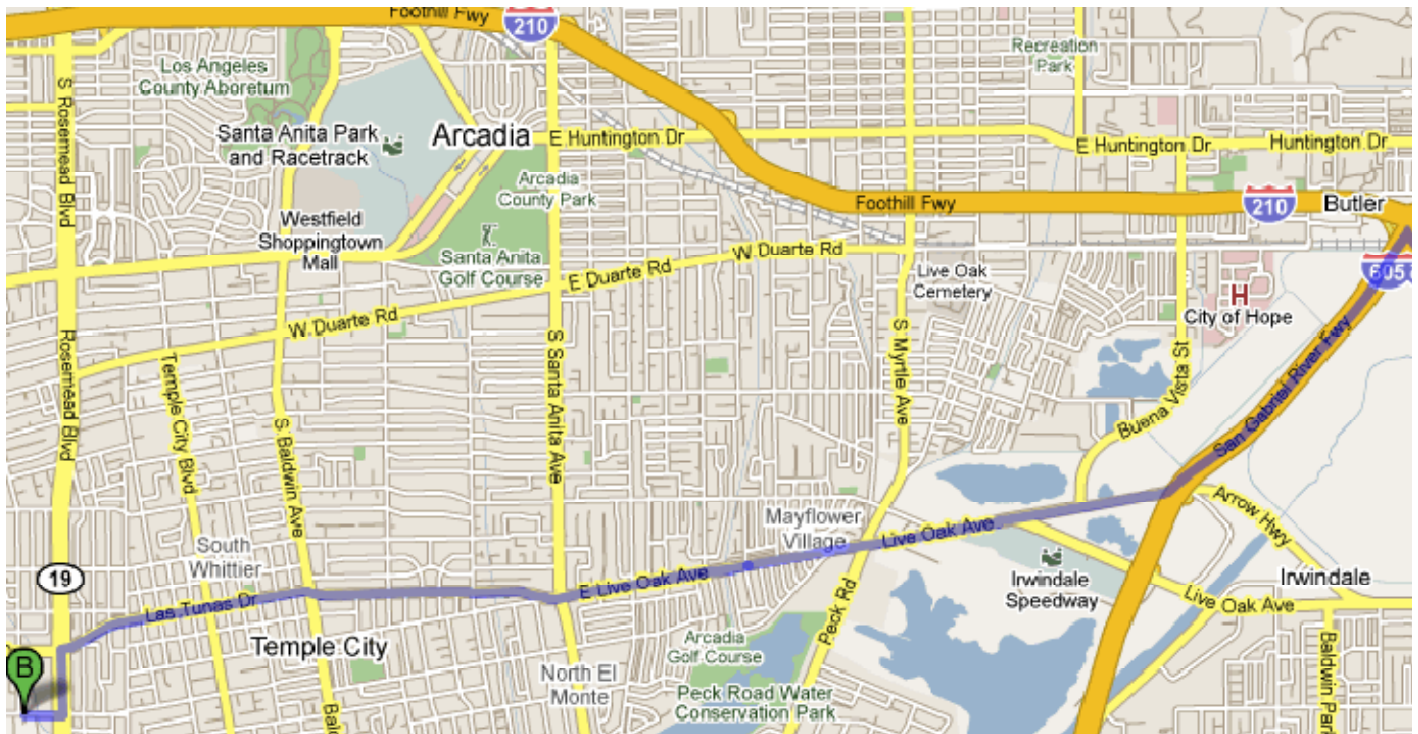 Foothill Fwy
210
Los Angeles
County Aboretum
Recreation
Park
S Rosemead Blvd
Santa Anita Park
and Racetrack
Arcadia
E Huntington Dr
E Huntington Dr
Huntington Dr
Arcadia
County Park
Foothill Fwy
210
Butler
Westfield
Shoppingtown
Mall
Santa Anita
Golf Course
E Duarte Rd
W Duarte Rd
Live Oak
Cemetery
605
W Duarte Rd
City of Hope
H
Rosemead Blvd
Temple City Blvd
S Baldwin Ave
S Santa Anita Ave
S Myrtle Ave
Buena Vista St
San Gabriel River Fwy
Arrow Hwy
Mayflower
Village
Live Oak Ave
South
Whittier
19
E Live Oak Ave
Irwindale
Speedway
Irwindale
Las Tunas Dr
Live Oak Ave
Peck Rd
Temple City
Arcadia
Golf Course
B
North El
Monte
Peck Road Water
Conservation Park
Baldwin Park